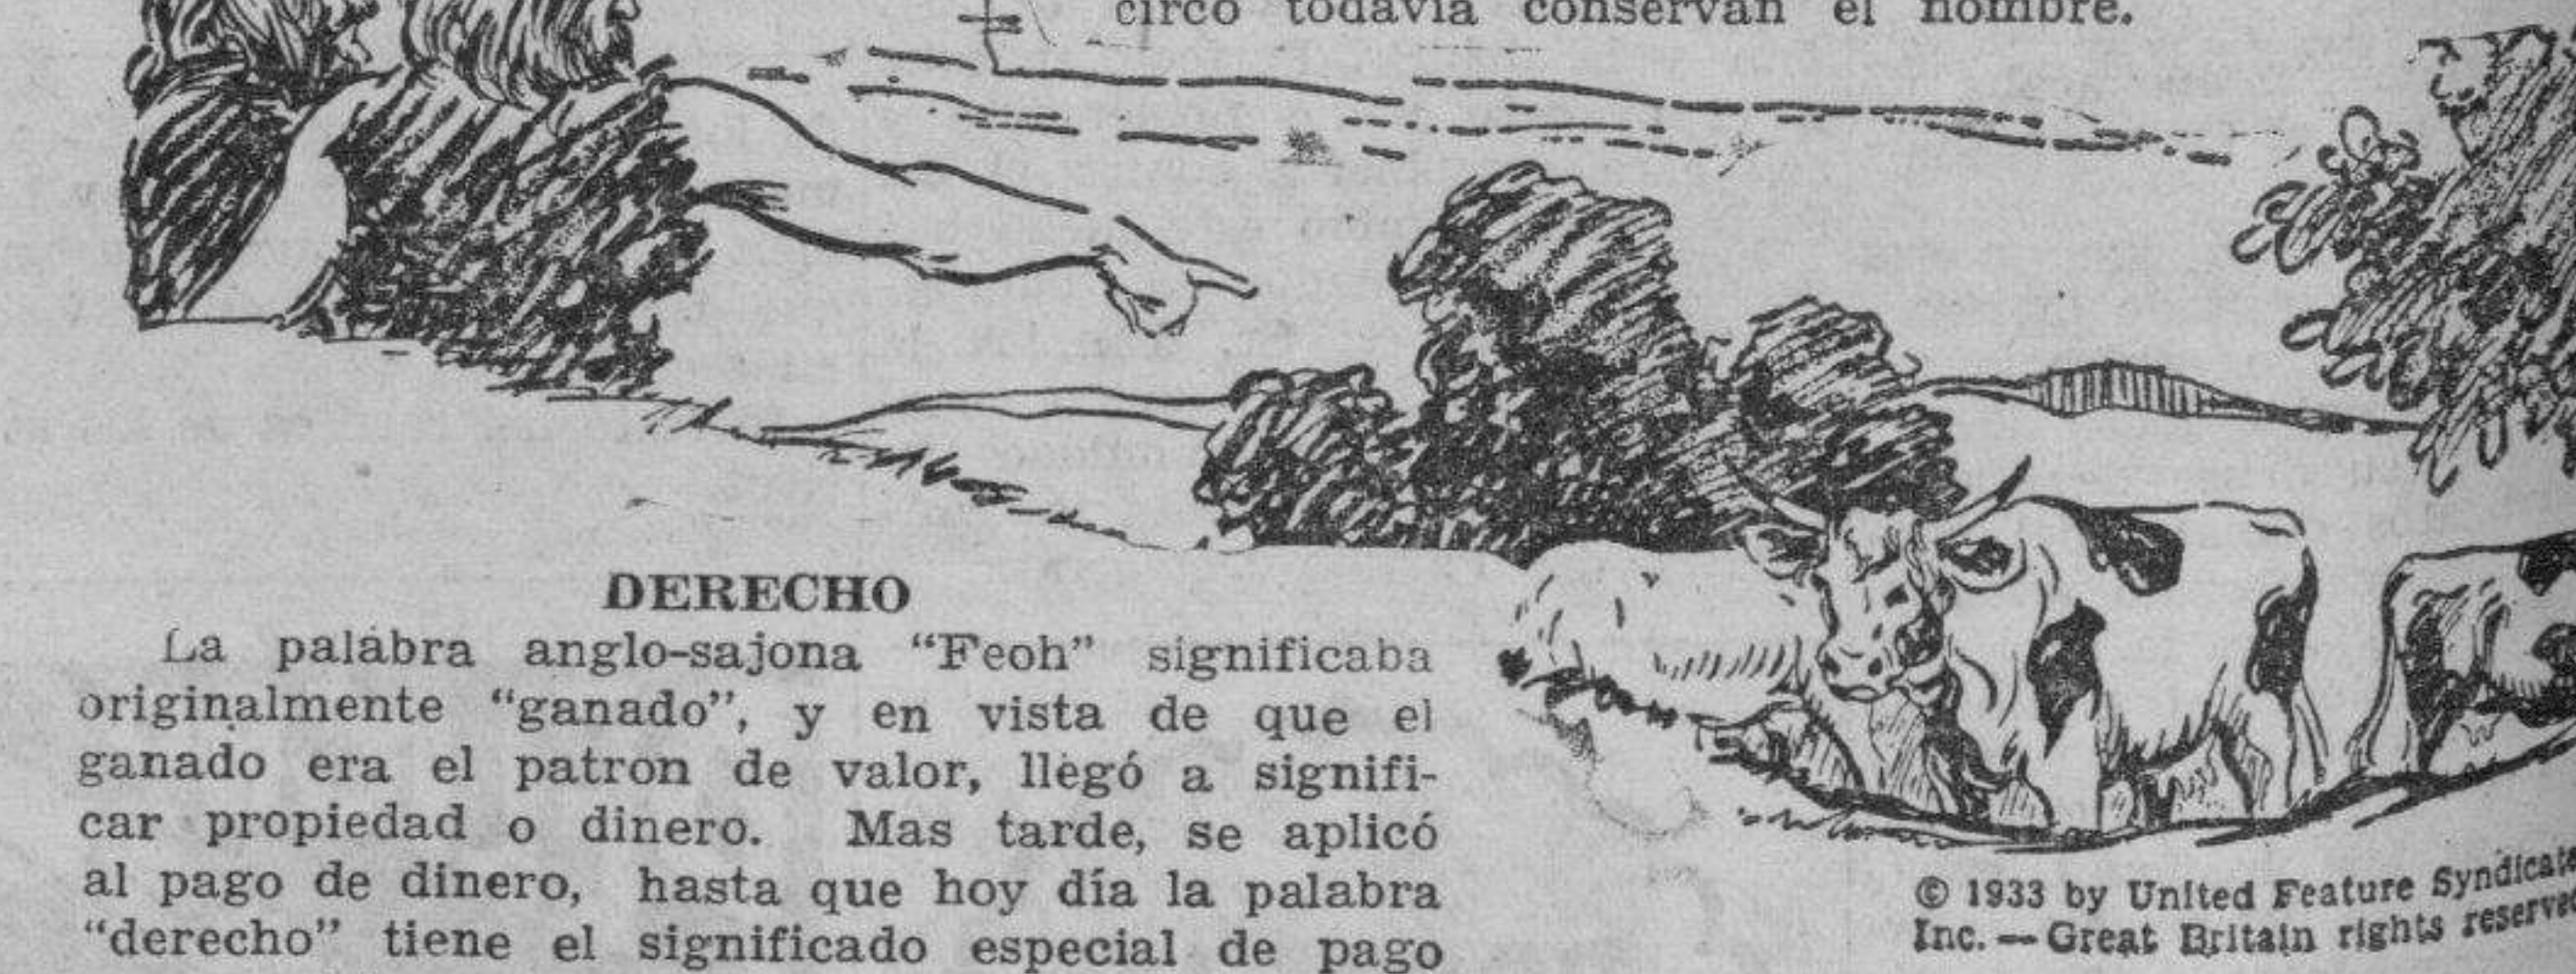 circo todavía conservan el nombre.
DERECHO
La palabra anglo-sajona “Feoh” significaba
originalmente “ganado”, y en vista de que el
ganado era el patron de valor, llegó a signifi-
car propiedad o dinero. Mas tarde, se aplicó
al pago de dinero, hasta que hoy día la palabra
“derecho” tiene el significado especial de pago
© 1933 by United Feature Syndicate
Inc. — Great Britain rights reserved